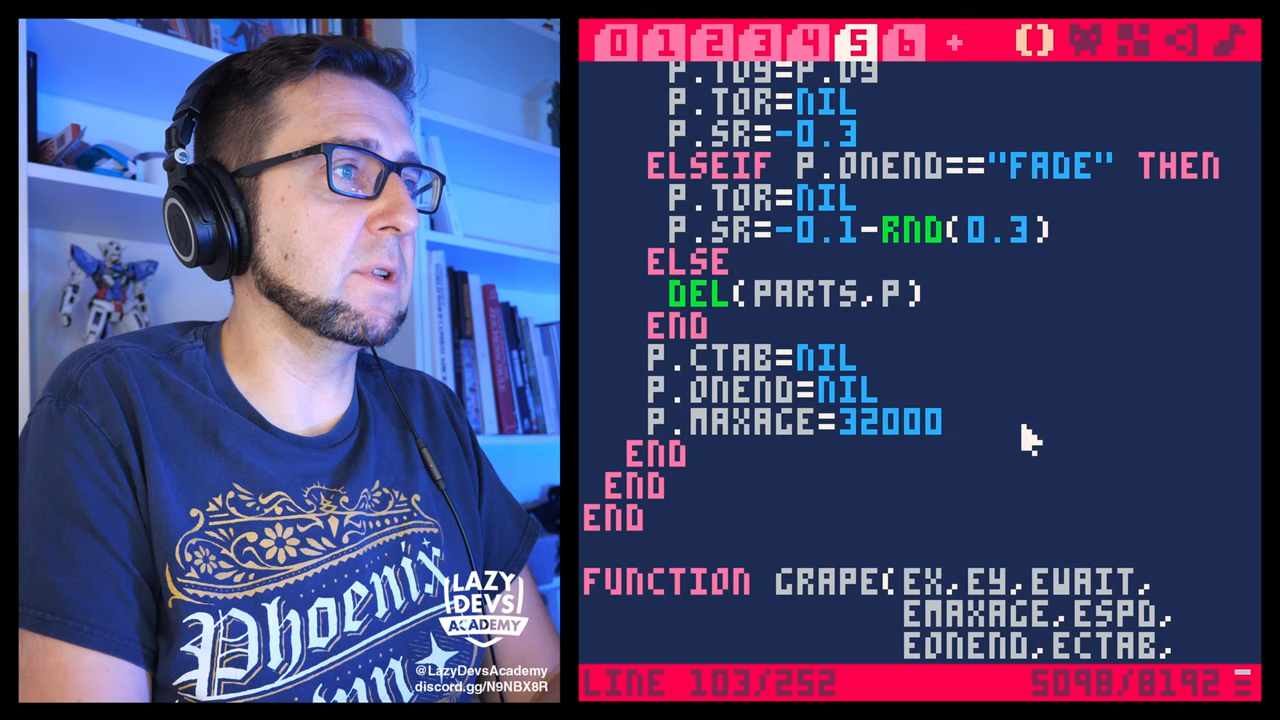 0 1 2 3 4 5 6 +
P.TDY=P.DY
P.TOR=NIL
P.SR=-0.3
ELSEIF P.ONEND=="FADE" THEN
P.TOR=NIL
P.SR=-0.1-RND(0.3)
ELSE
DEL(PARTS,P)
END
P.CTAB=NIL
P.ONEND=NIL
P.MAXAGE=32000
END
END
END
FUNCTION GRAPE(EX,EY,EWAIT,
EMAXAGE,ESPD,
EONEND,ECTAB,
LINE 103/252 5098/8192
Phoenix
LAZY
DEVS
ACADEMY
@LazyDevsAcademy
discord.gg/N9NBX8R